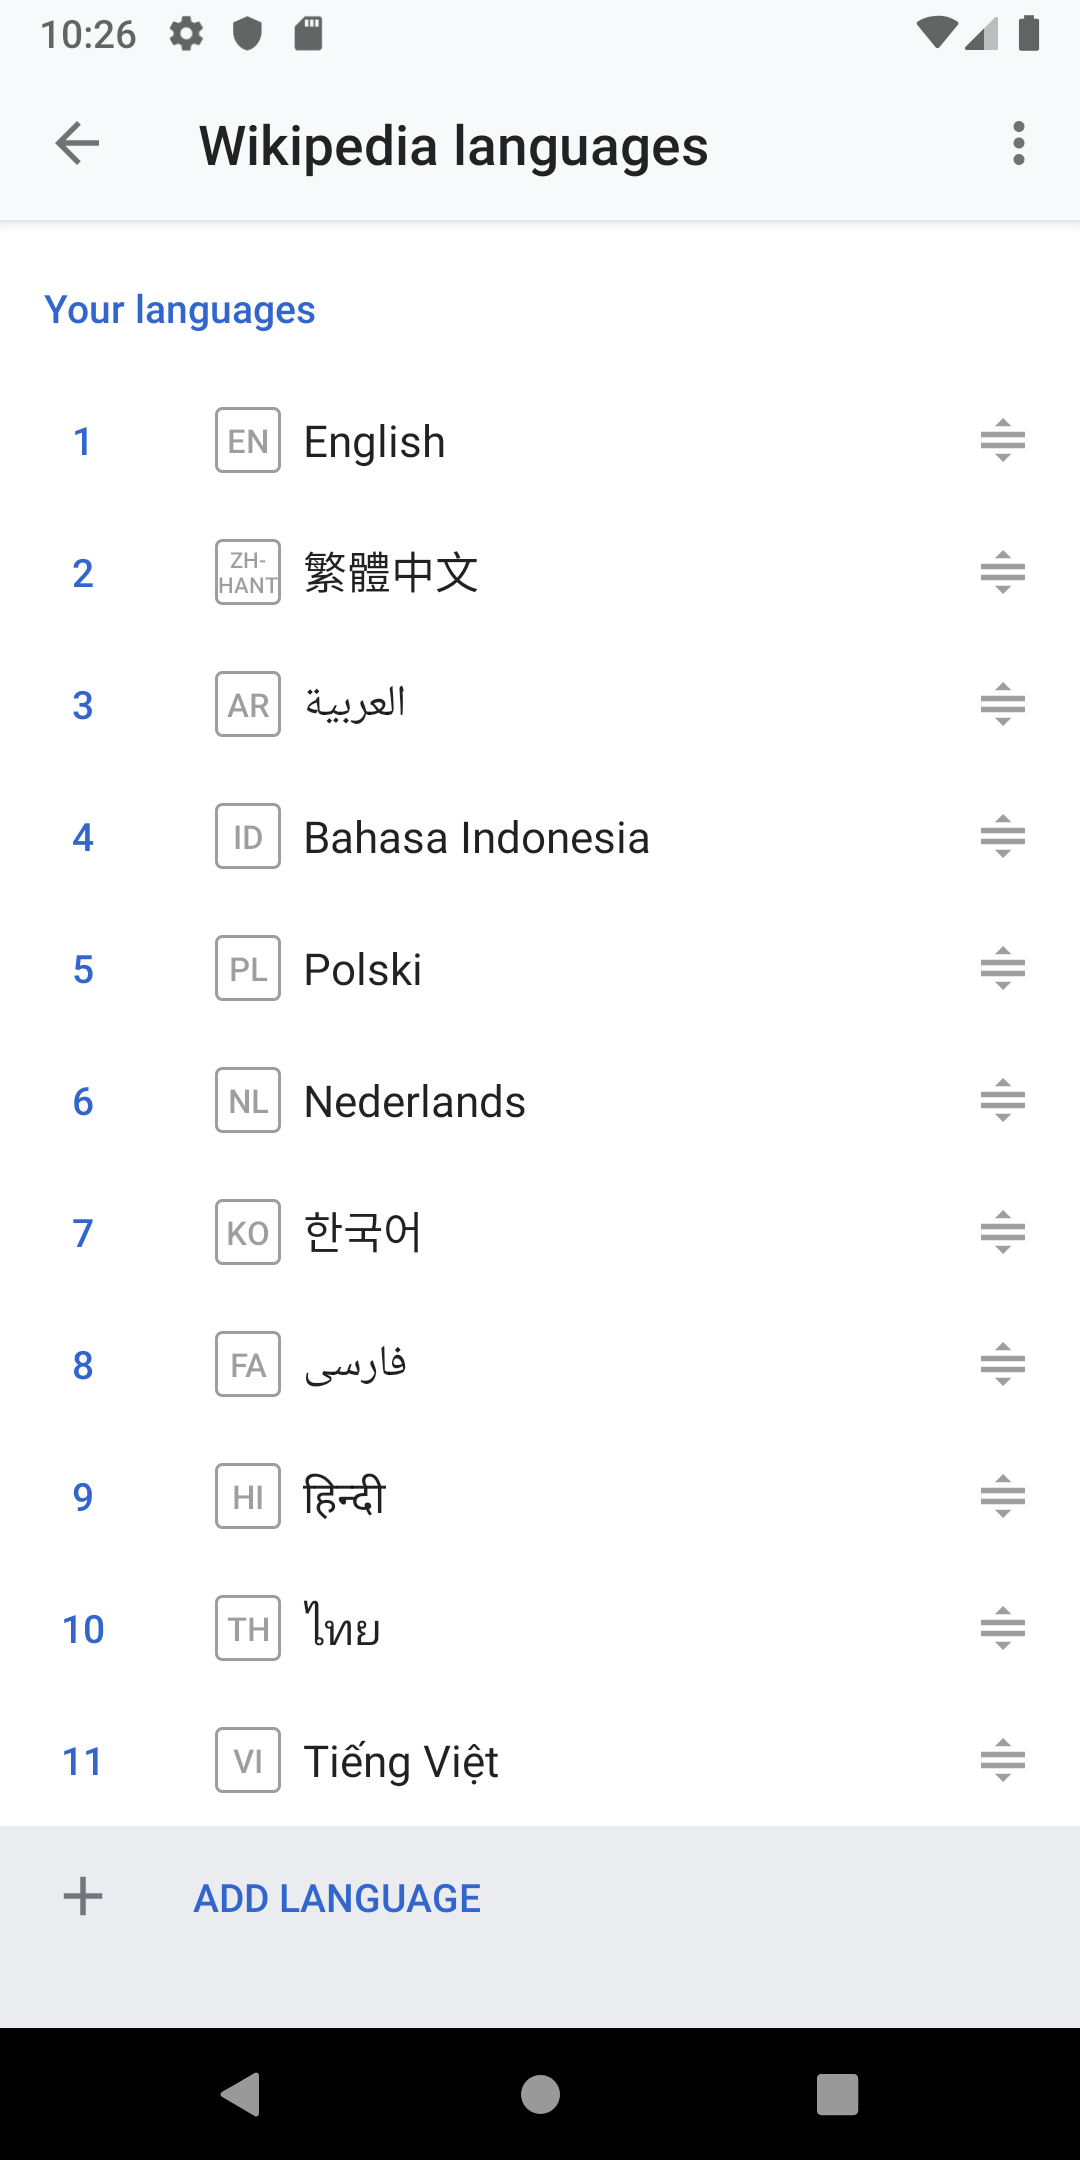 10:26
Wikipedia languages
Your languages
1 EN English
2 ZH-HANT 繁體中文
3 AR العربية
4 ID Bahasa Indonesia
5 PL Polski
6 NL Nederlands
7 KO 한국어
8 FA فارسی
9 HI हिन्दी
10 TH ไทย
11 VI Tiếng Việt
ADD LANGUAGE